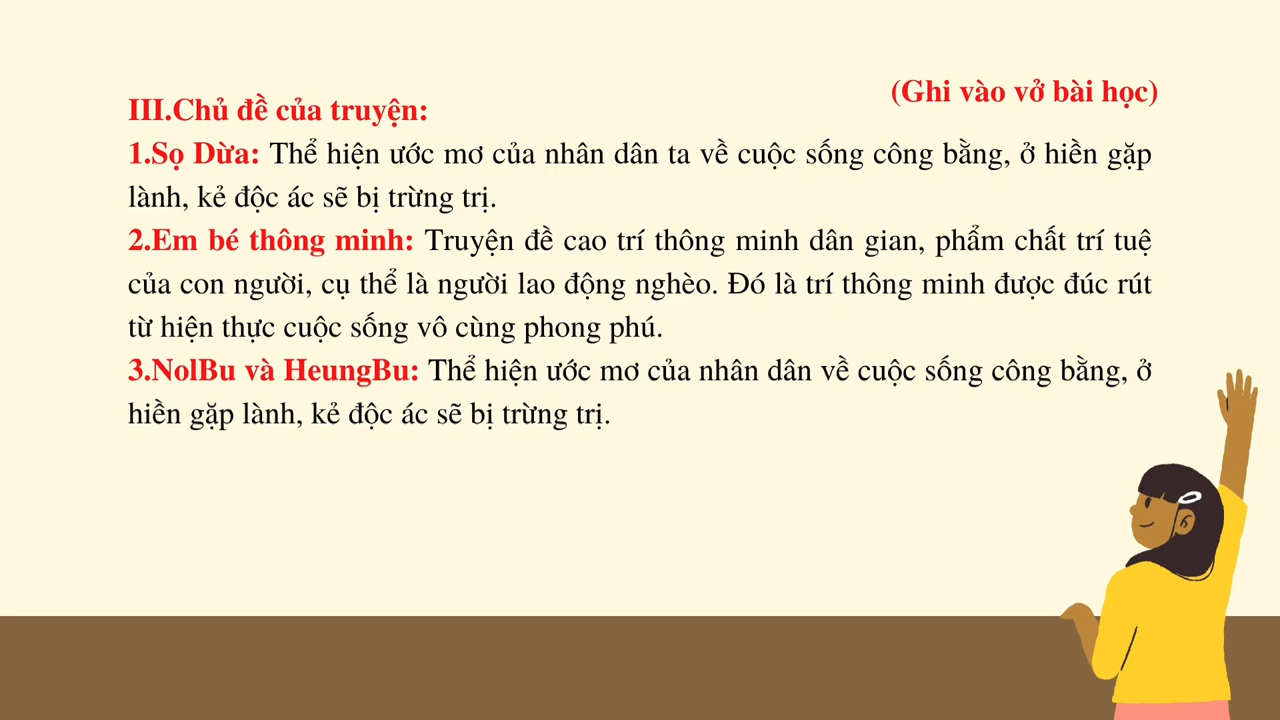 (Ghi vào vở bài học)
III.Chủ đề của truyện:
1.Sọ Dừa: Thể hiện ước mơ của nhân dân ta về cuộc sống công bằng, ở hiền gặp
lành, kẻ độc ác sẽ bị trừng trị.
2.Em bé thông minh: Truyện đề cao trí thông minh dân gian, phẩm chất trí tuệ
của con người, cụ thể là người lao động nghèo. Đó là trí thông minh được đúc rút
từ hiện thực cuộc sống vô cùng phong phú.
3.NolBu và HeungBu: Thể hiện ước mơ của nhân dân về cuộc sống công bằng, ở
hiền gặp lành, kẻ độc ác sẽ bị trừng trị.